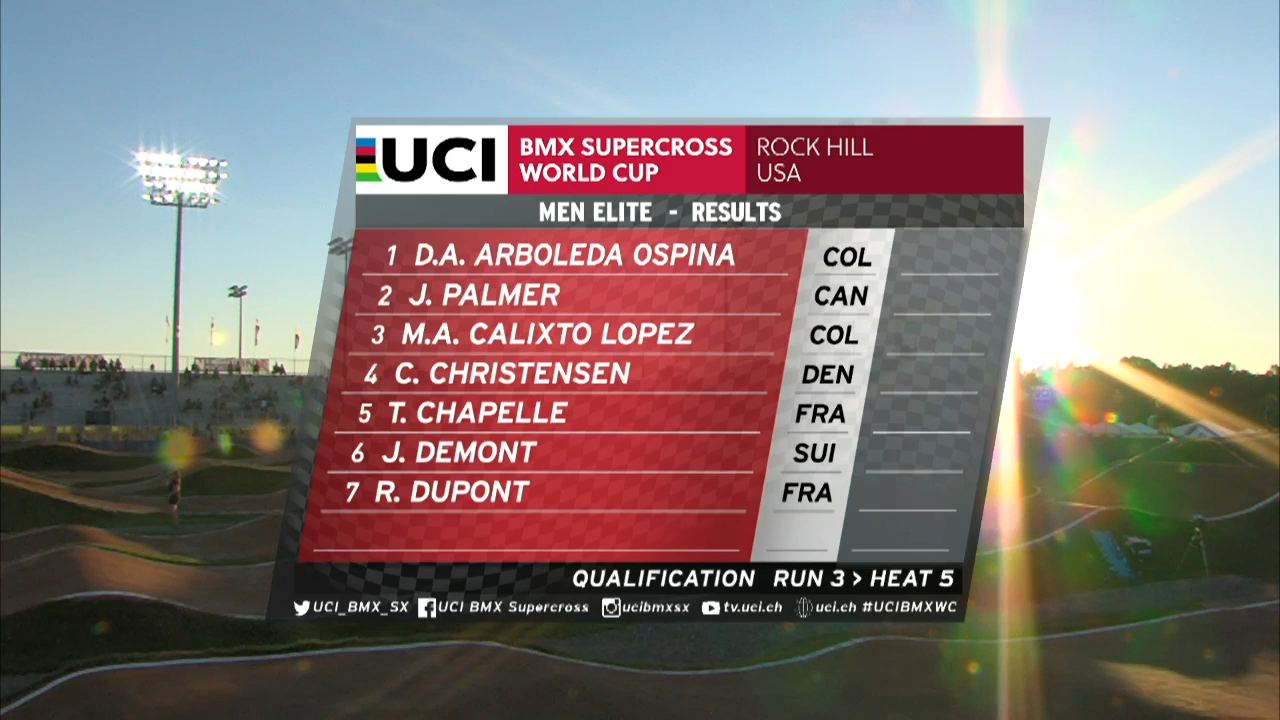 UCI BMX SUPERCROSS WORLD CUP ROCK HILL USA
MEN ELITE - RESULTS
1 D.A. ARBOLEDA OSPINA COL
2 J. PALMER CAN
3 M.A. CALIXTO LOPEZ COL
4 C. CHRISTENSEN DEN
5 T. CHAPELLE FRA
6 J. DEMONT SUI
7 R. DUPONT FRA
QUALIFICATION RUN 3 > HEAT 5
UCI_BMX_SX UCI BMX Supercross ucibmxsx tv.uci.ch uci.ch #UCIBMXWC